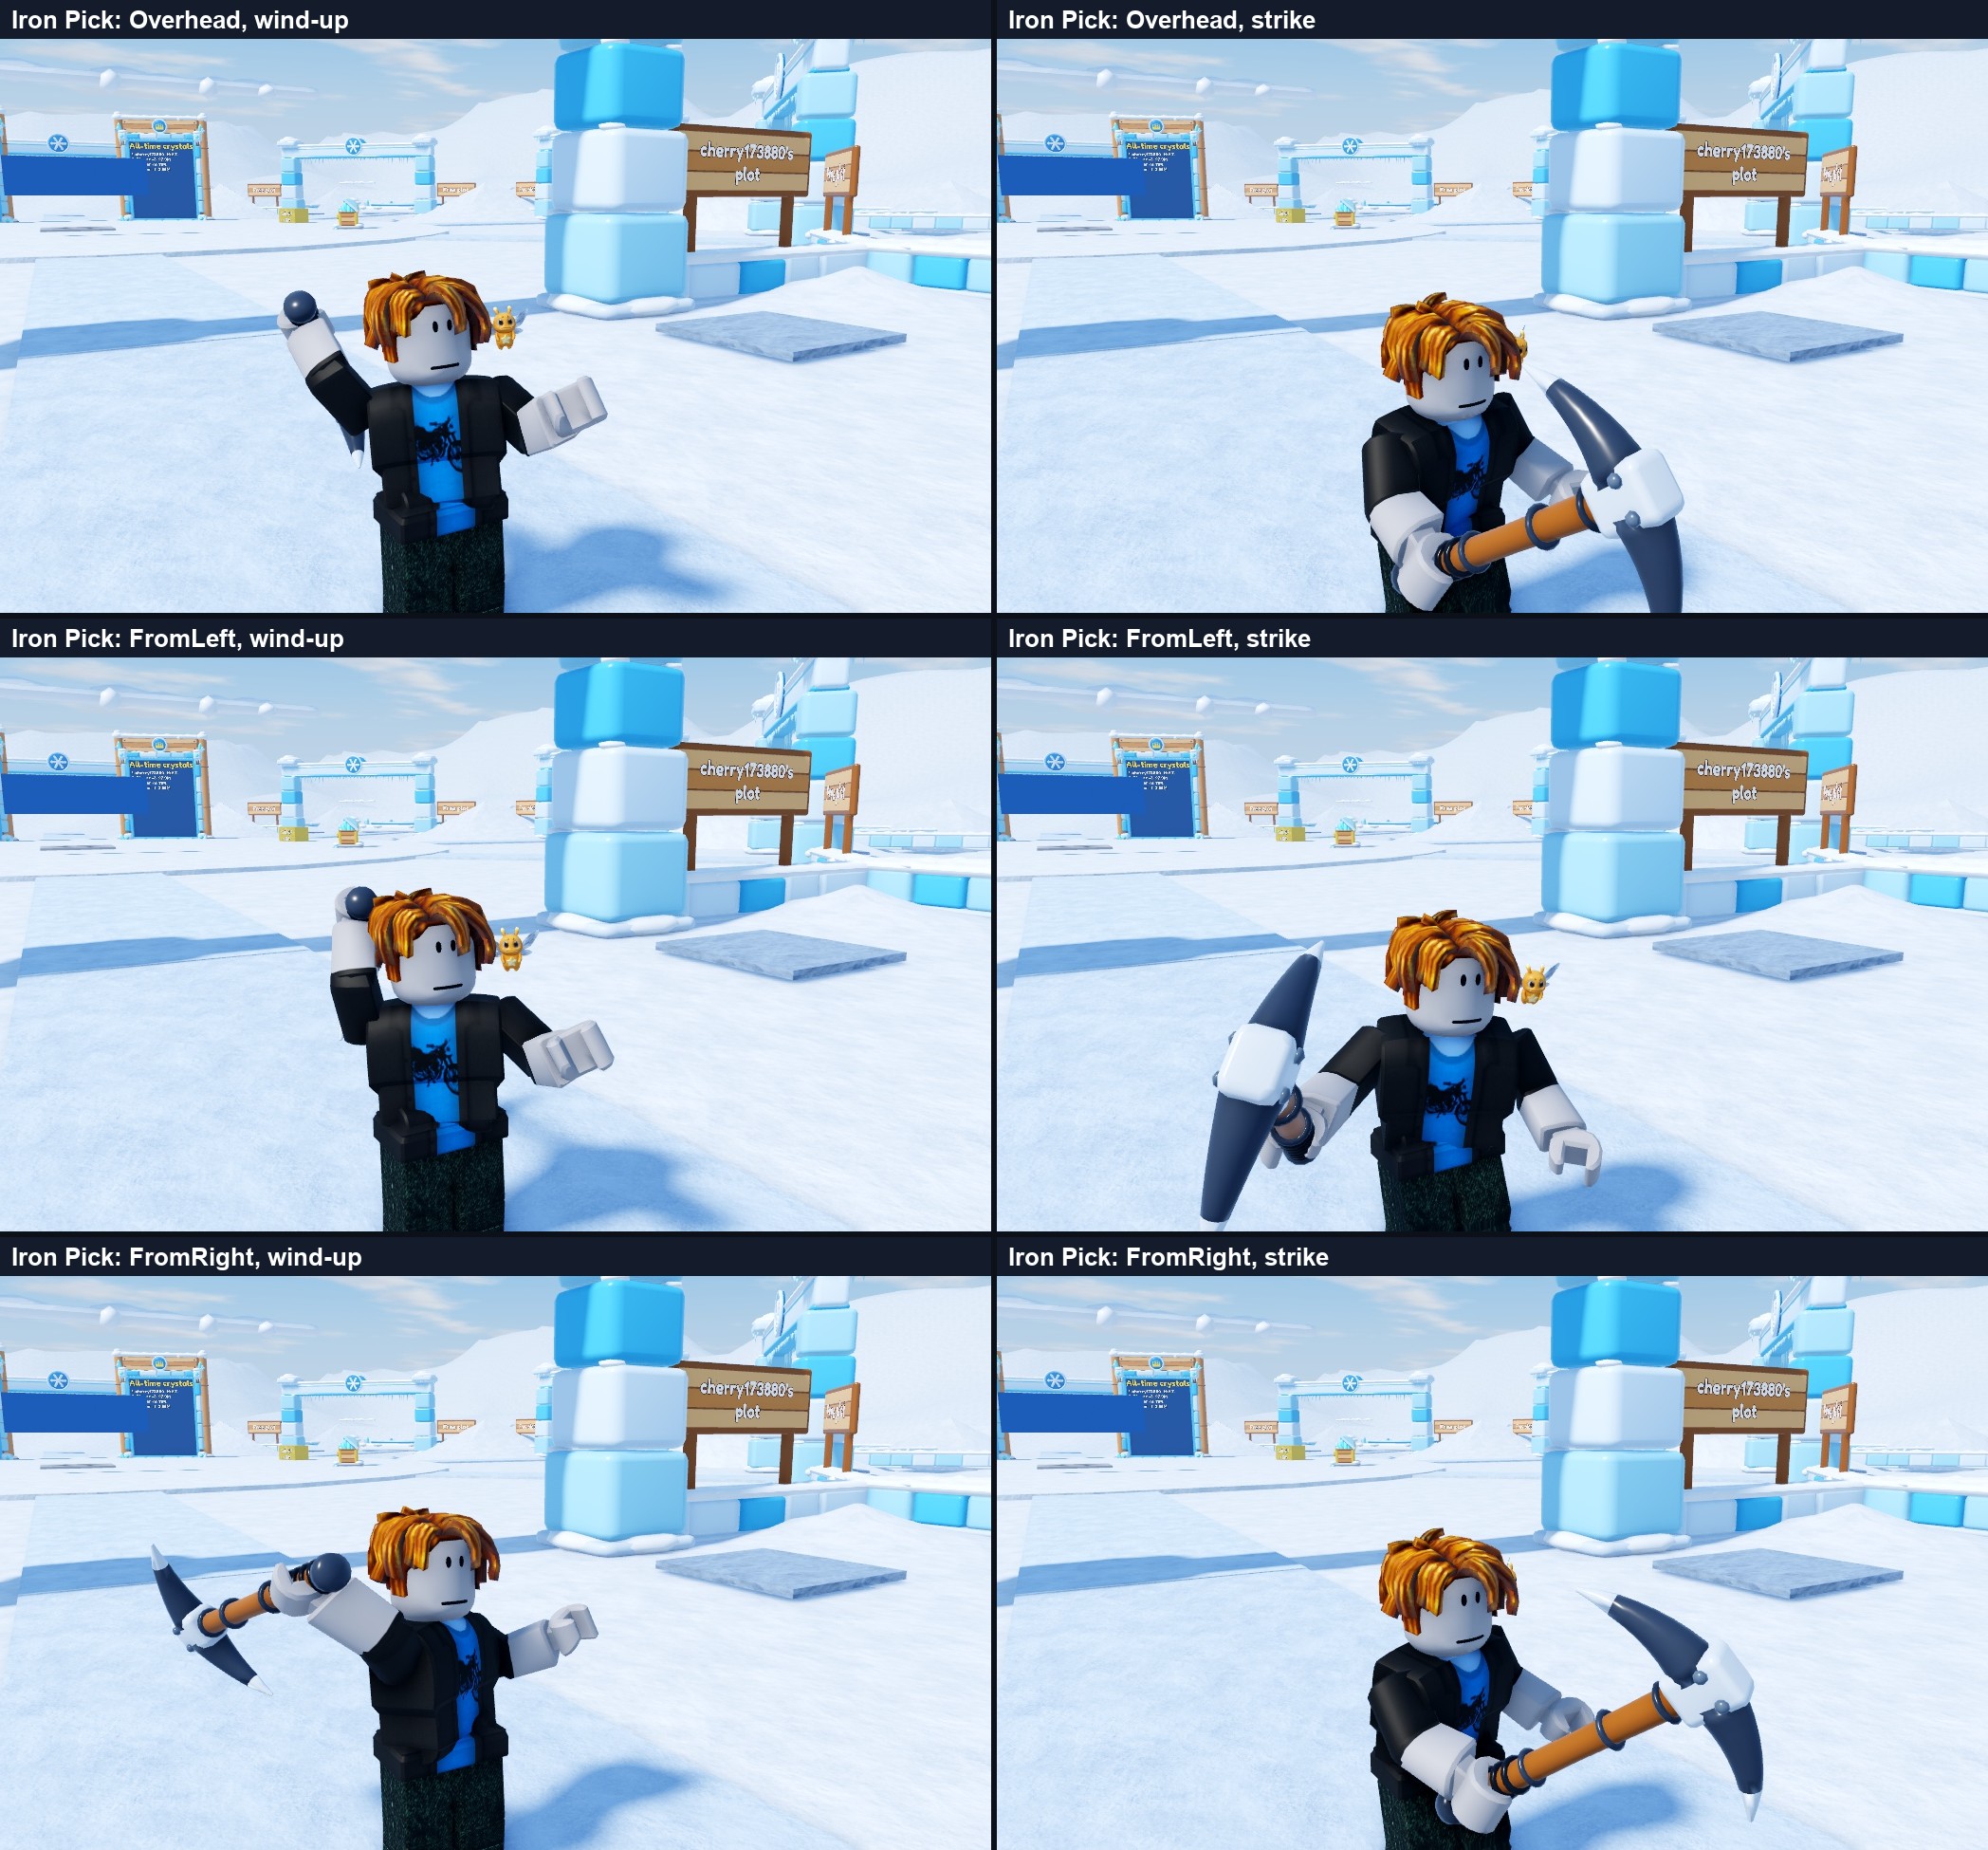 Iron Pick: Overhead, wind-up
Iron Pick: Overhead, strike
All-time crystals
cherry173880's
plot
All-time crystals
cherry173880's
plot
Iron Pick: FromLeft, wind-up
Iron Pick: FromLeft, strike
All-time crystals
cherry173880's
plot
All-time crystals
cherry173880's
plot
Iron Pick: FromRight, wind-up
Iron Pick: FromRight, strike
All-time crystals
cherry173880's
plot
All-time crystals
cherry173880's
plot